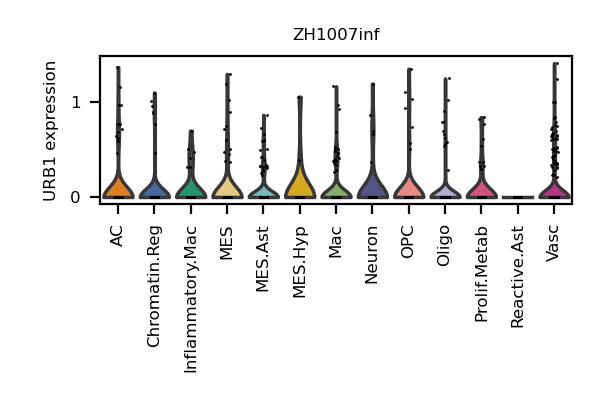 ZH1007inf
URB1 expression
1
0
AC
Chromatin.Reg
Inflammatory.Mac
MES
MES.Ast
MES.Hyp
Mac
Neuron
OPC
Oligo
Prolif.Metab
Reactive.Ast
Vasc